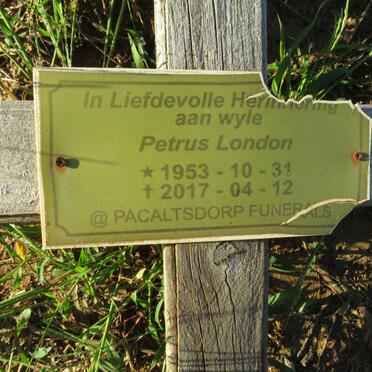 In Liefdevolle Herinnering
aan wyle
Petrus London
★ 1953 - 10 - 31
† 2017 - 04 - 12
@ PACALTSDORP FUNERALS